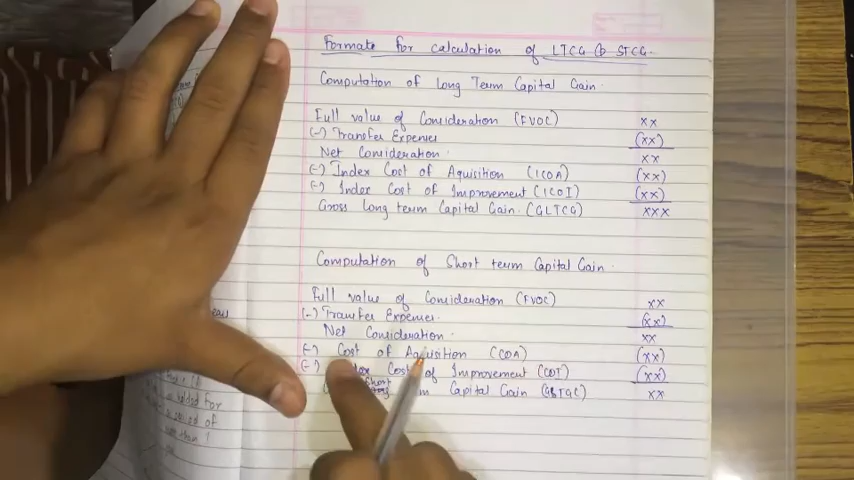 Formate for calculation of LTCG & STCG.
Computation of Long Term Capital Gain.
Full value of Consideration (FVOC) xx
(-) Transfer Expenses (xx)
Net Consideration. xx
(-) Index Cost of Aquisition (ICOA) (xx)
(-) Index Cost of Improvement (ICOI) (xx)
Gross Long term Capital Gain. (GLTCG) xxx
Computation of Short term Capital Gain.
Full value of Consideration (FVOC) xx
(-) Transfer Expenses. (xx)
Net Consideration. xx
(-) Cost of Aquisition (COA) (xx)
(-) Cost of Improvement (COI) (xx)
Short Capital Gain xx